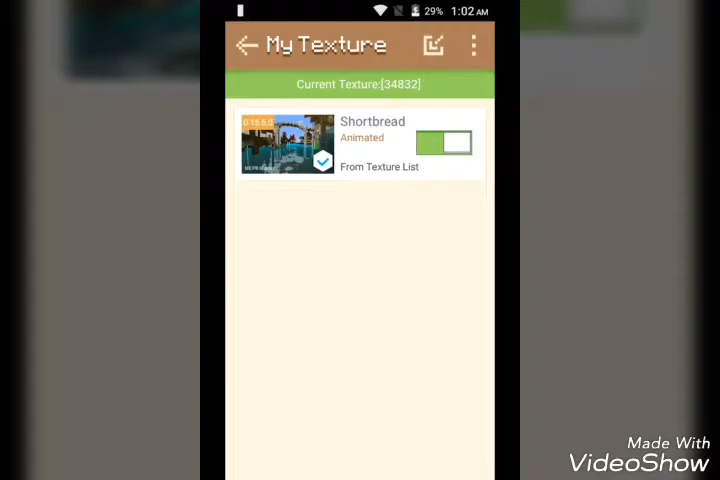 29% 1:02 AM
My Texture
Current Texture:[34832]
0.15.6.0
Shortbread
Animated
From Texture List
Made With
VideoShow